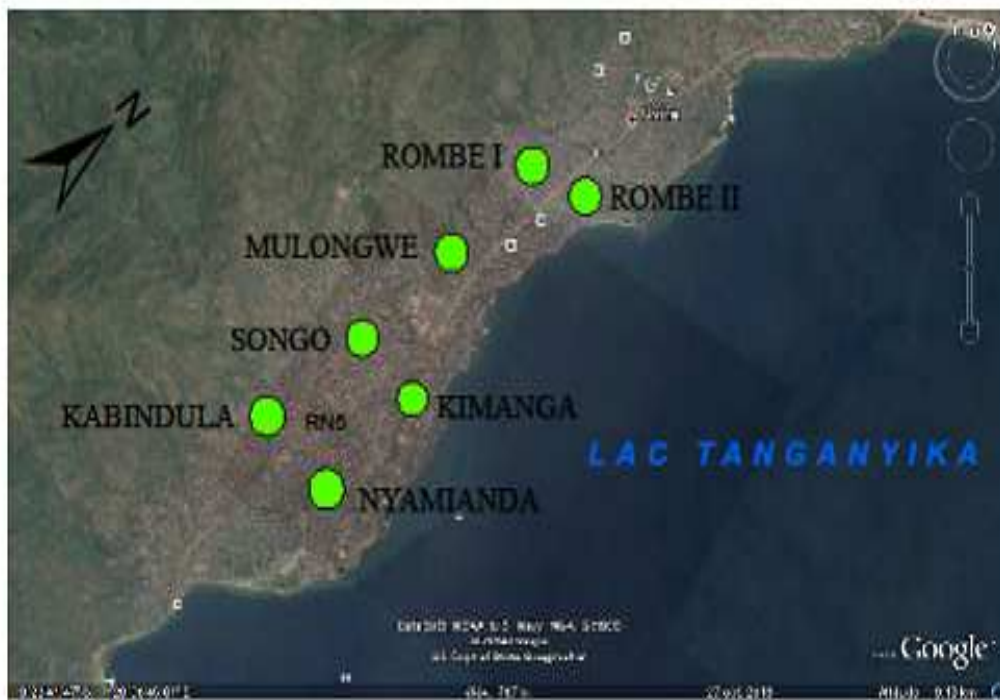 N
ROMBE I
ROMBE II
MULONGWE
SONGO
KABINDULA
RN5
KIMANGA
LAC TANGANYIKA
NYAMIANDA
Google